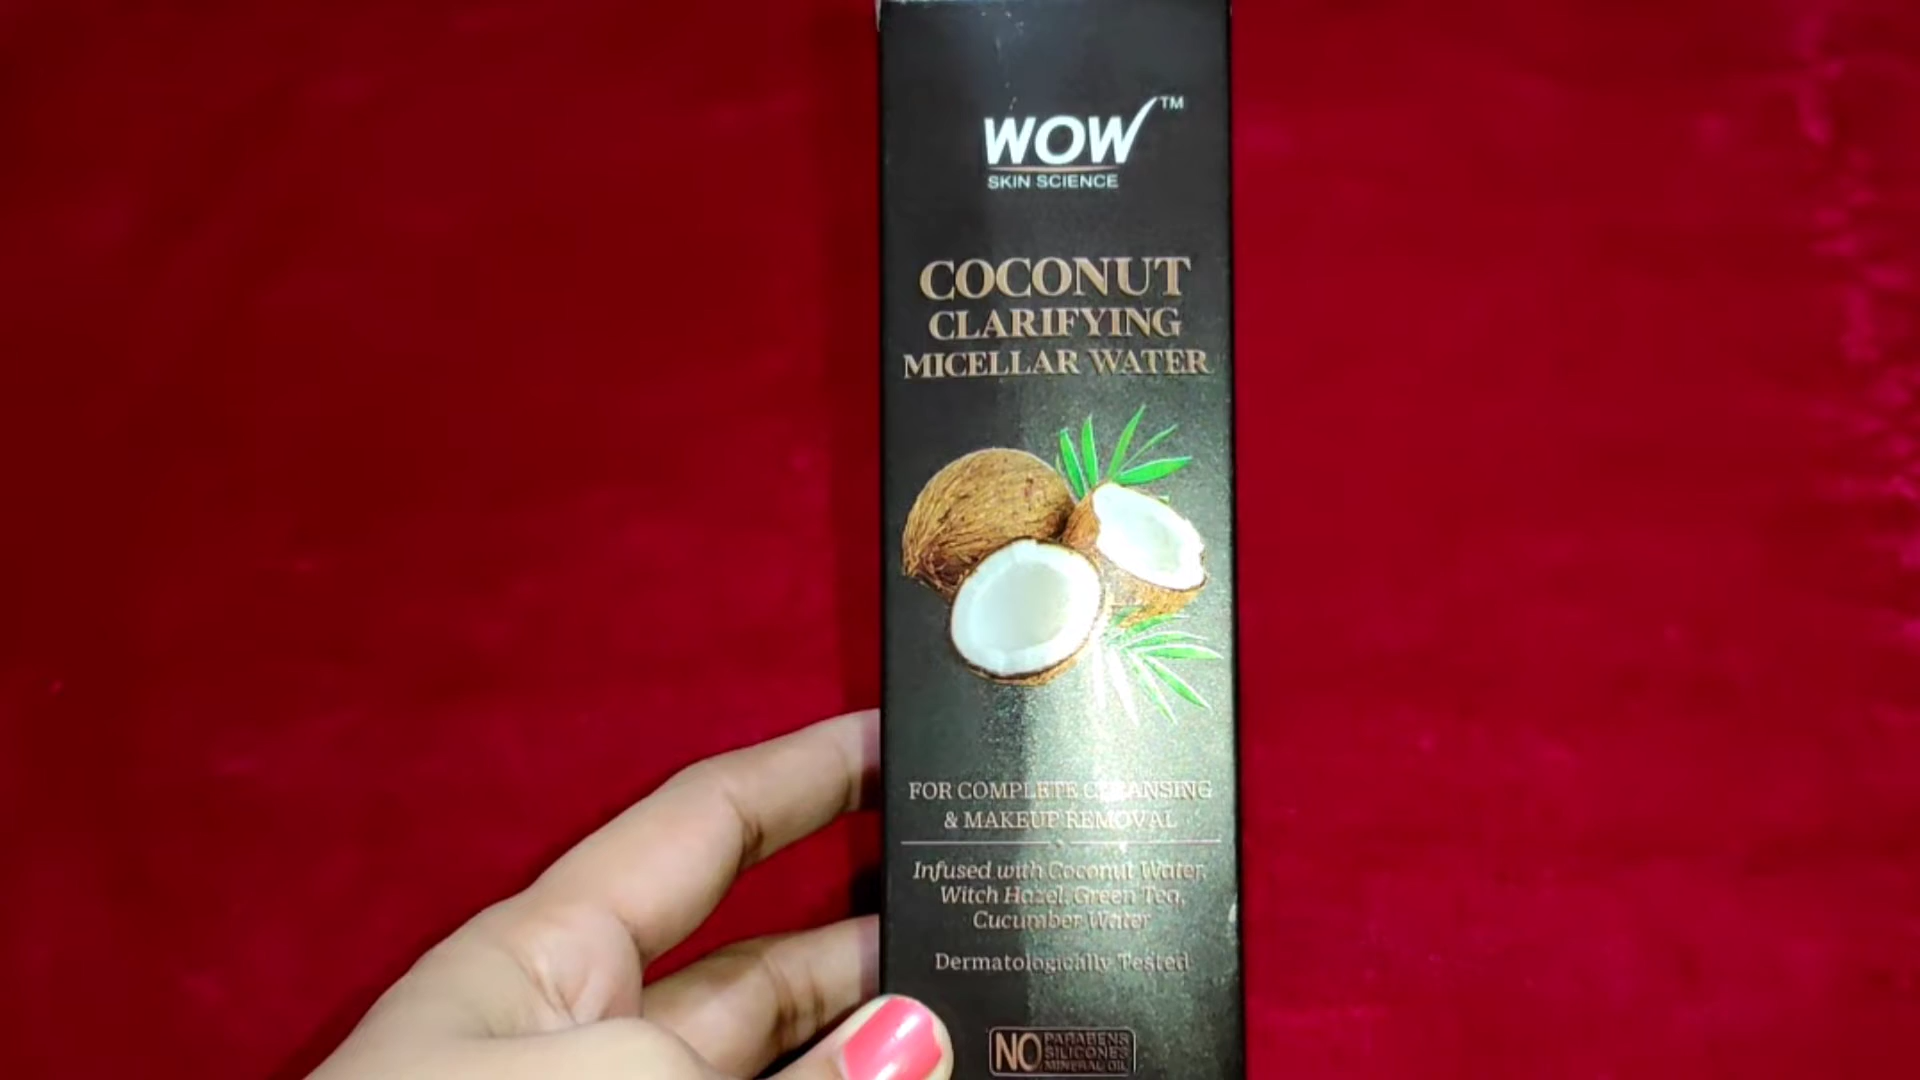 WOW™
SKIN SCIENCE
COCONUT
CLARIFYING
MICELLAR WATER
FOR COMPLETE CLEANSING
& MAKEUP REMOVAL
Infused with Coconut Water,
Witch Hazel, Green Tea,
Cucumber Water
Dermatologically Tested
NO PARABENS
SILICONES
MINERAL OIL